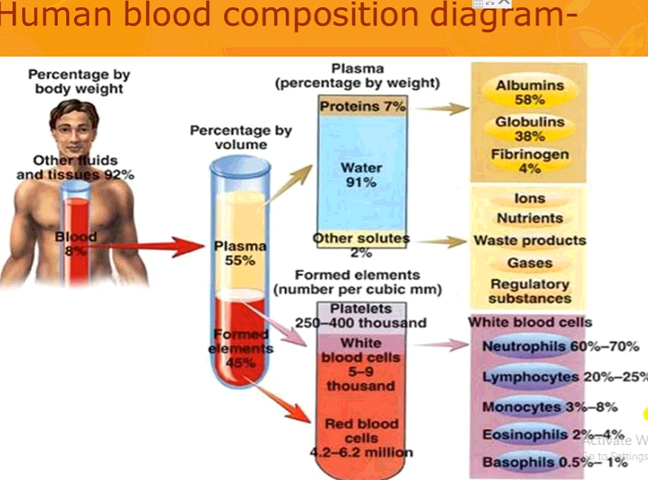 Human blood composition diagram-
Percentage by
body weight
Other fluids
and tissues 92%
Blood
8%
Percentage by
volume
Plasma
55%
Formed
elements
45%
Plasma
(percentage by weight)
Proteins 7%
Water
91%
Other solutes
2%
Albumins
58%
Globulins
38%
Fibrinogen
4%
Ions
Nutrients
Waste products
Gases
Regulatory
substances
Formed elements
(number per cubic mm)
Platelets
250–400 thousand
White
blood cells
5–9
thousand
Red blood
cells
4.2–6.2 million
White blood cells
Neutrophils 60%–70%
Lymphocytes 20%–25%
Monocytes 3%–8%
Eosinophils 2%–4%
Basophils 0.5%– 1%
Activate W
Go to Settings